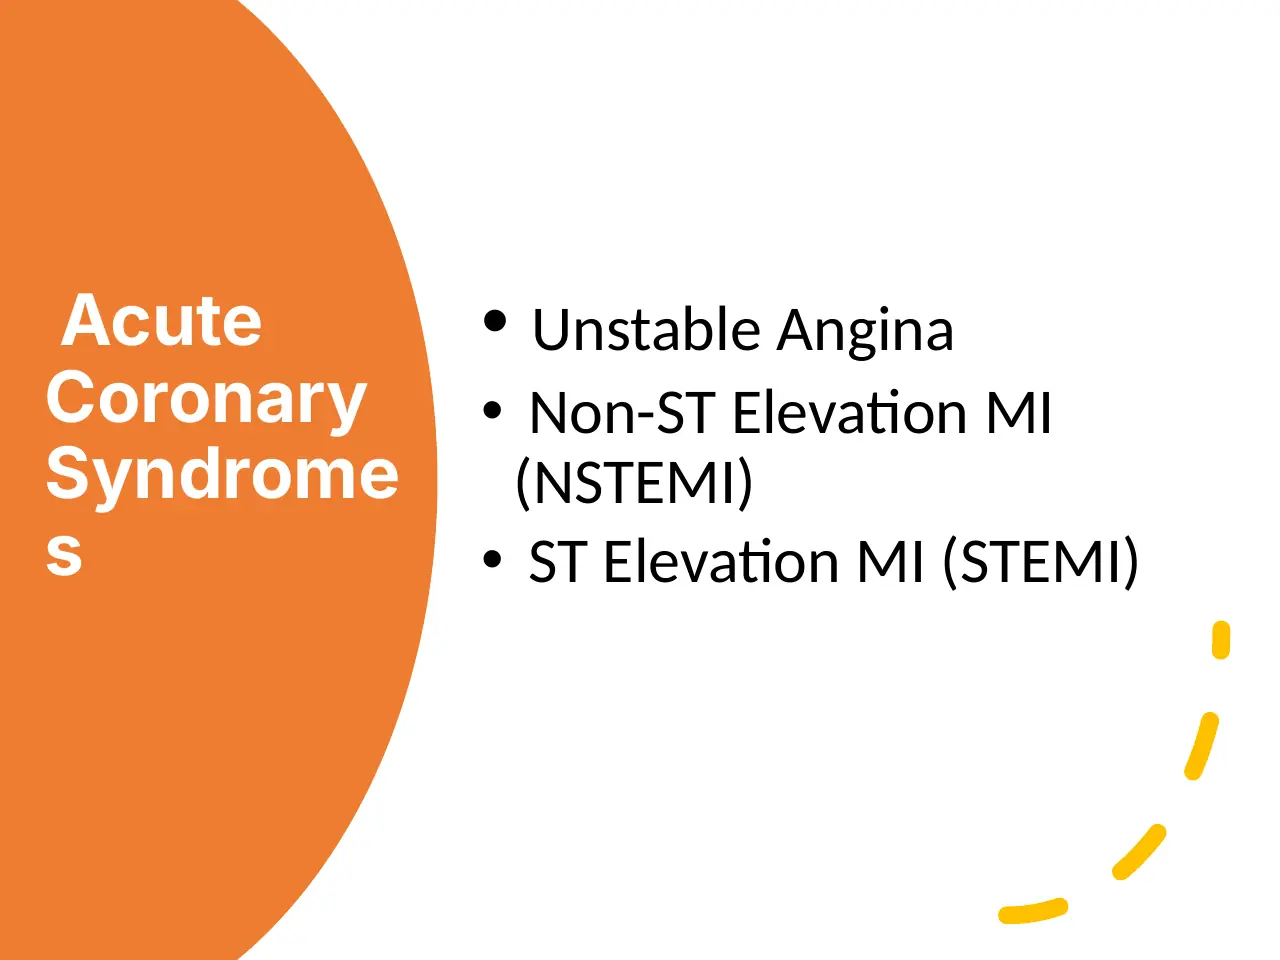 Acute
Coronary
Syndrome
s
• Unstable Angina
• Non-ST Elevation MI
(NSTEMI)
• ST Elevation MI (STEMI)